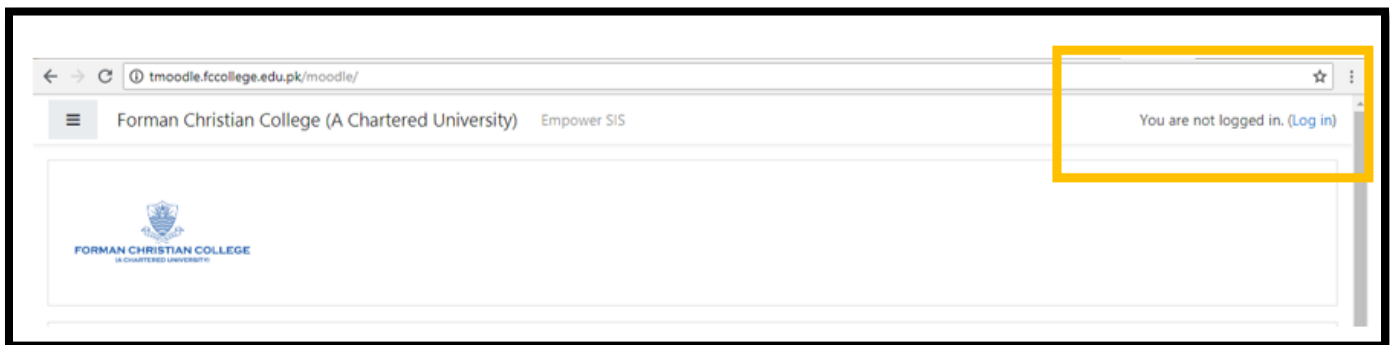 tmoodle.fccollege.edu.pk/moodle/
Forman Christian College (A Chartered University) Empower SIS You are not logged in. (Log in)
FORMAN CHRISTIAN COLLEGE
(A CHARTERED UNIVERSITY)